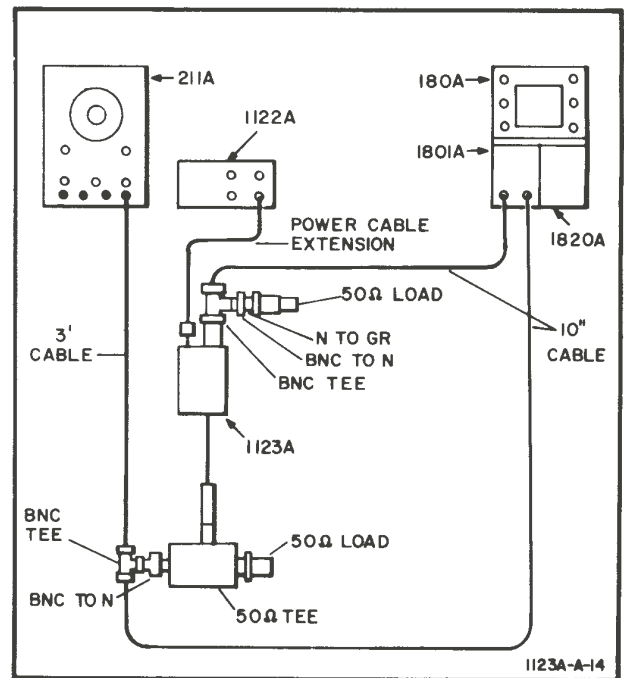 211A
1122A
180A
1801A
1820A
POWER CABLE
EXTENSION
50Ω LOAD
N TO GR
BNC TO N
BNC TEE
10"
CABLE
3'
CABLE
1123A
BNC
TEE
50Ω LOAD
BNC TO N
50Ω TEE
1123A-A-14